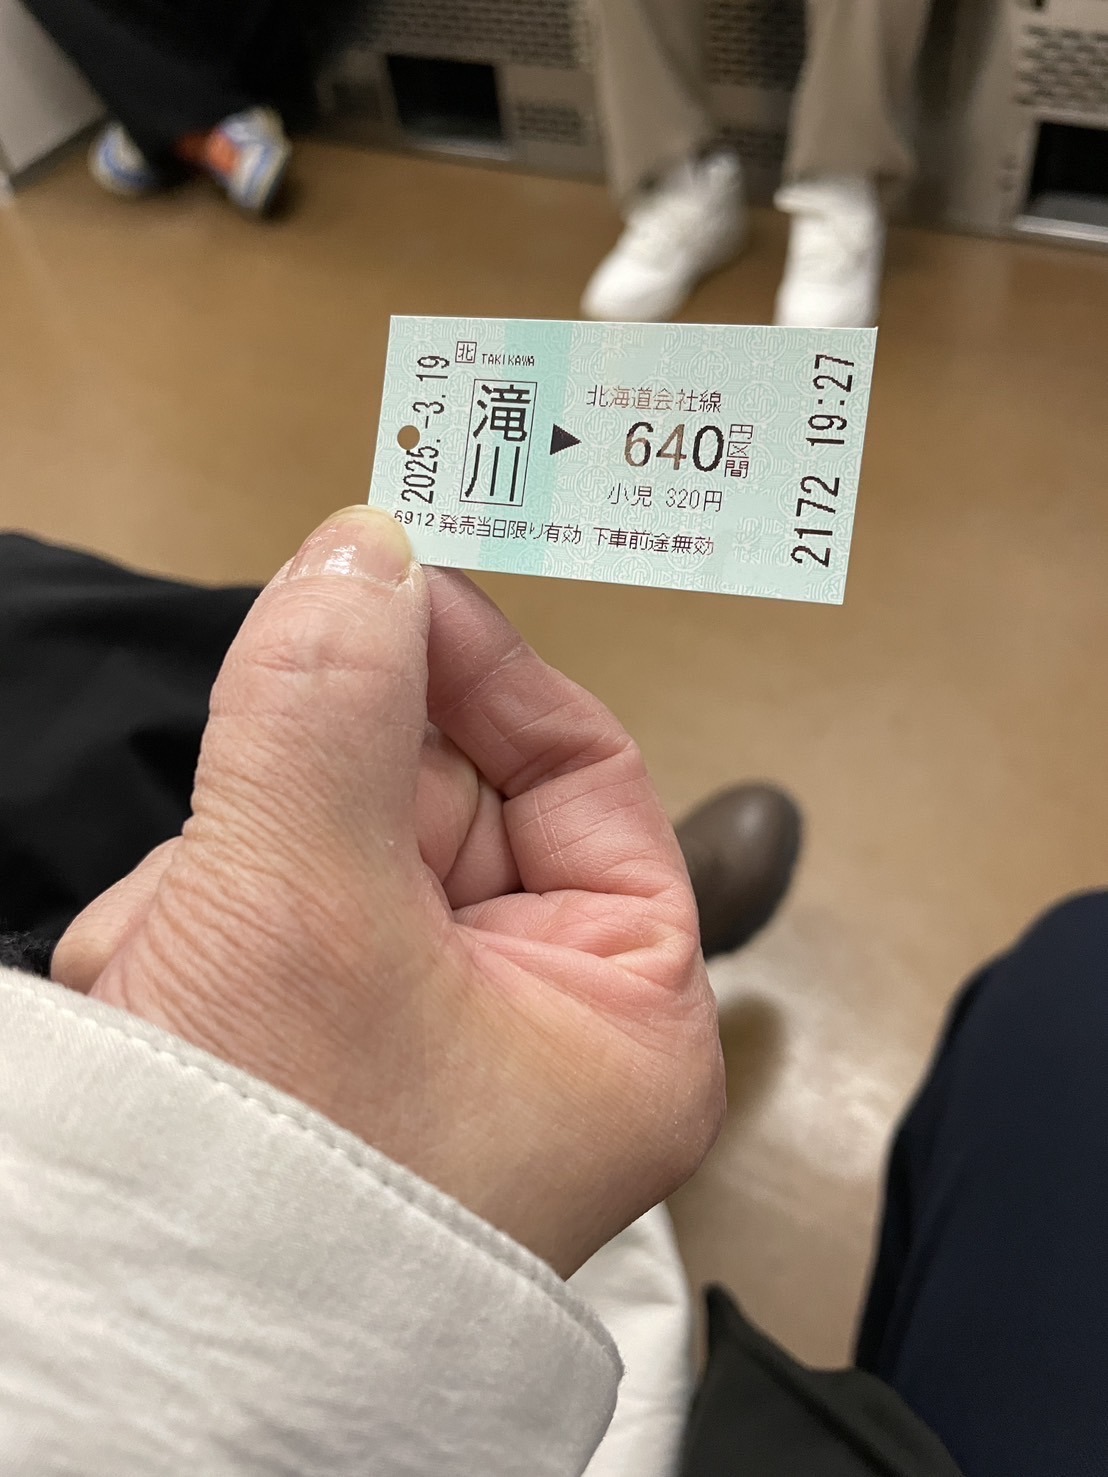 2025.-3.19
北 TAKIKAWA
滝川
▶
北海道会社線
640円区間
小児 320円
6912 発売当日限り有効 下車前途無効
2172 19:27